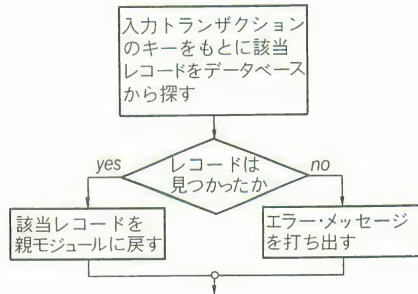 入力トランザクション
のキーをもとに該当
レコードをデータベース
から探す
レコードは
見つかったか
yes
no
該当レコードを
親モジュールに戻す
エラー・メッセージ
を打ち出す